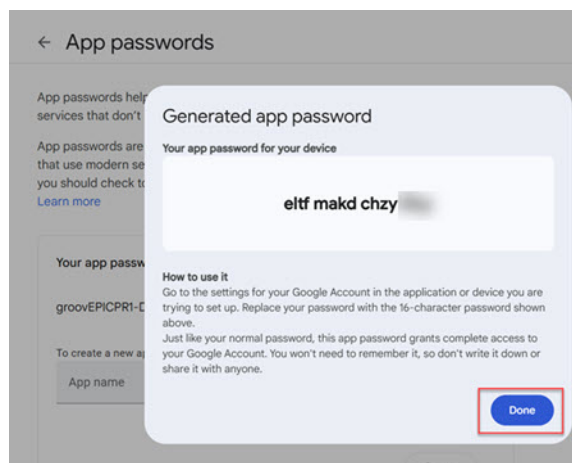 ← App passwords
App passwords help
services that don't
App passwords are
that use modern
you should check
Learn more
Generated app password
Your app password for your device
eltf makd chzy
How to use it
Go to the settings for your Google Account in the application or device you are
trying to set up. Replace your password with the 16-character password shown
above.
Just like your normal password, this app password grants complete access to
your Google Account. You won't need to remember it, so don't write it down or
share it with anyone.
Done
Your app
groovEPICPR1-D
To create a new
App name